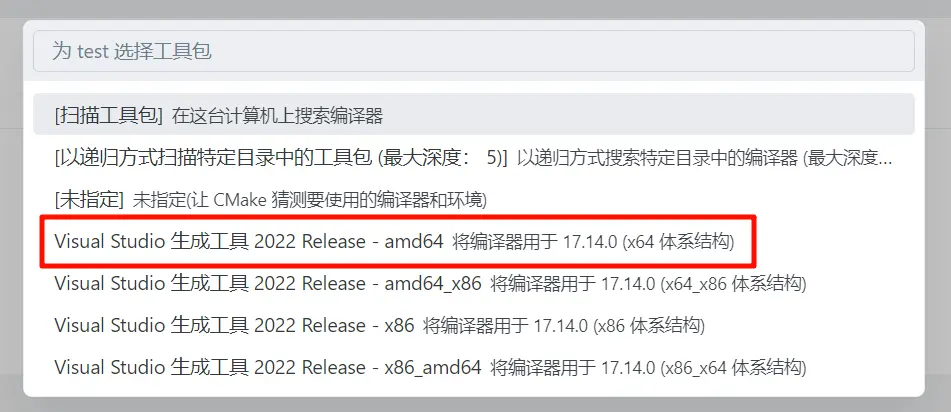 为 test 选择工具包
[扫描工具包] 在这台计算机上搜索编译器
[以递归方式扫描特定目录中的工具包 (最大深度： 5)] 以递归方式搜索特定目录中的编译器 (最大深度...
[未指定] 未指定(让 CMake 猜测要使用的编译器和环境)
Visual Studio 生成工具 2022 Release - amd64 将编译器用于 17.14.0 (x64 体系结构)
Visual Studio 生成工具 2022 Release - amd64_x86 将编译器用于 17.14.0 (x64_x86 体系结构)
Visual Studio 生成工具 2022 Release - x86 将编译器用于 17.14.0 (x86 体系结构)
Visual Studio 生成工具 2022 Release - x86_amd64 将编译器用于 17.14.0 (x86_x64 体系结构)